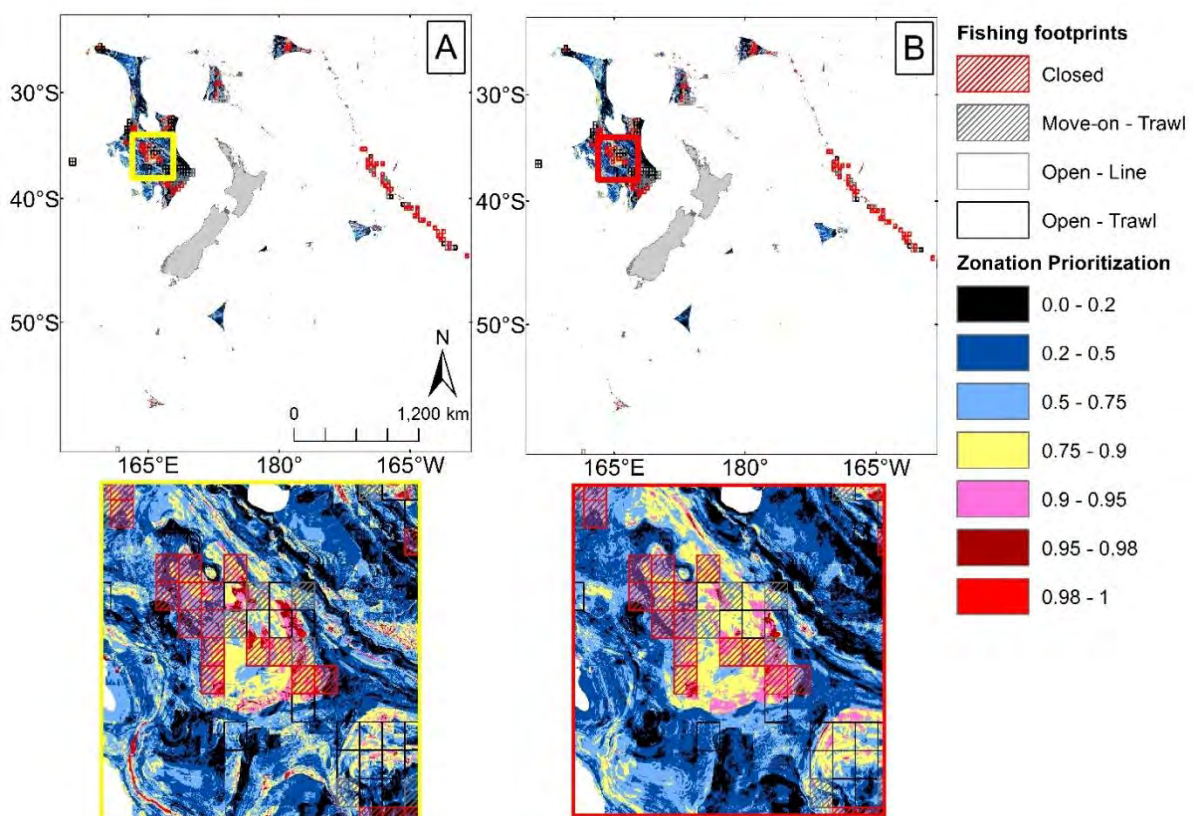 A
B
30°S
40°S
50°S
N
0
1,200 km
165°E
180°
165°W
30°S
40°S
50°S
165°E
180°
165°W
Fishing footprints
Closed
Move-on - Trawl
Open - Line
Open - Trawl
Zonation Prioritization
0.0 - 0.2
0.2 - 0.5
0.5 - 0.75
0.75 - 0.9
0.9 - 0.95
0.95 - 0.98
0.98 - 1